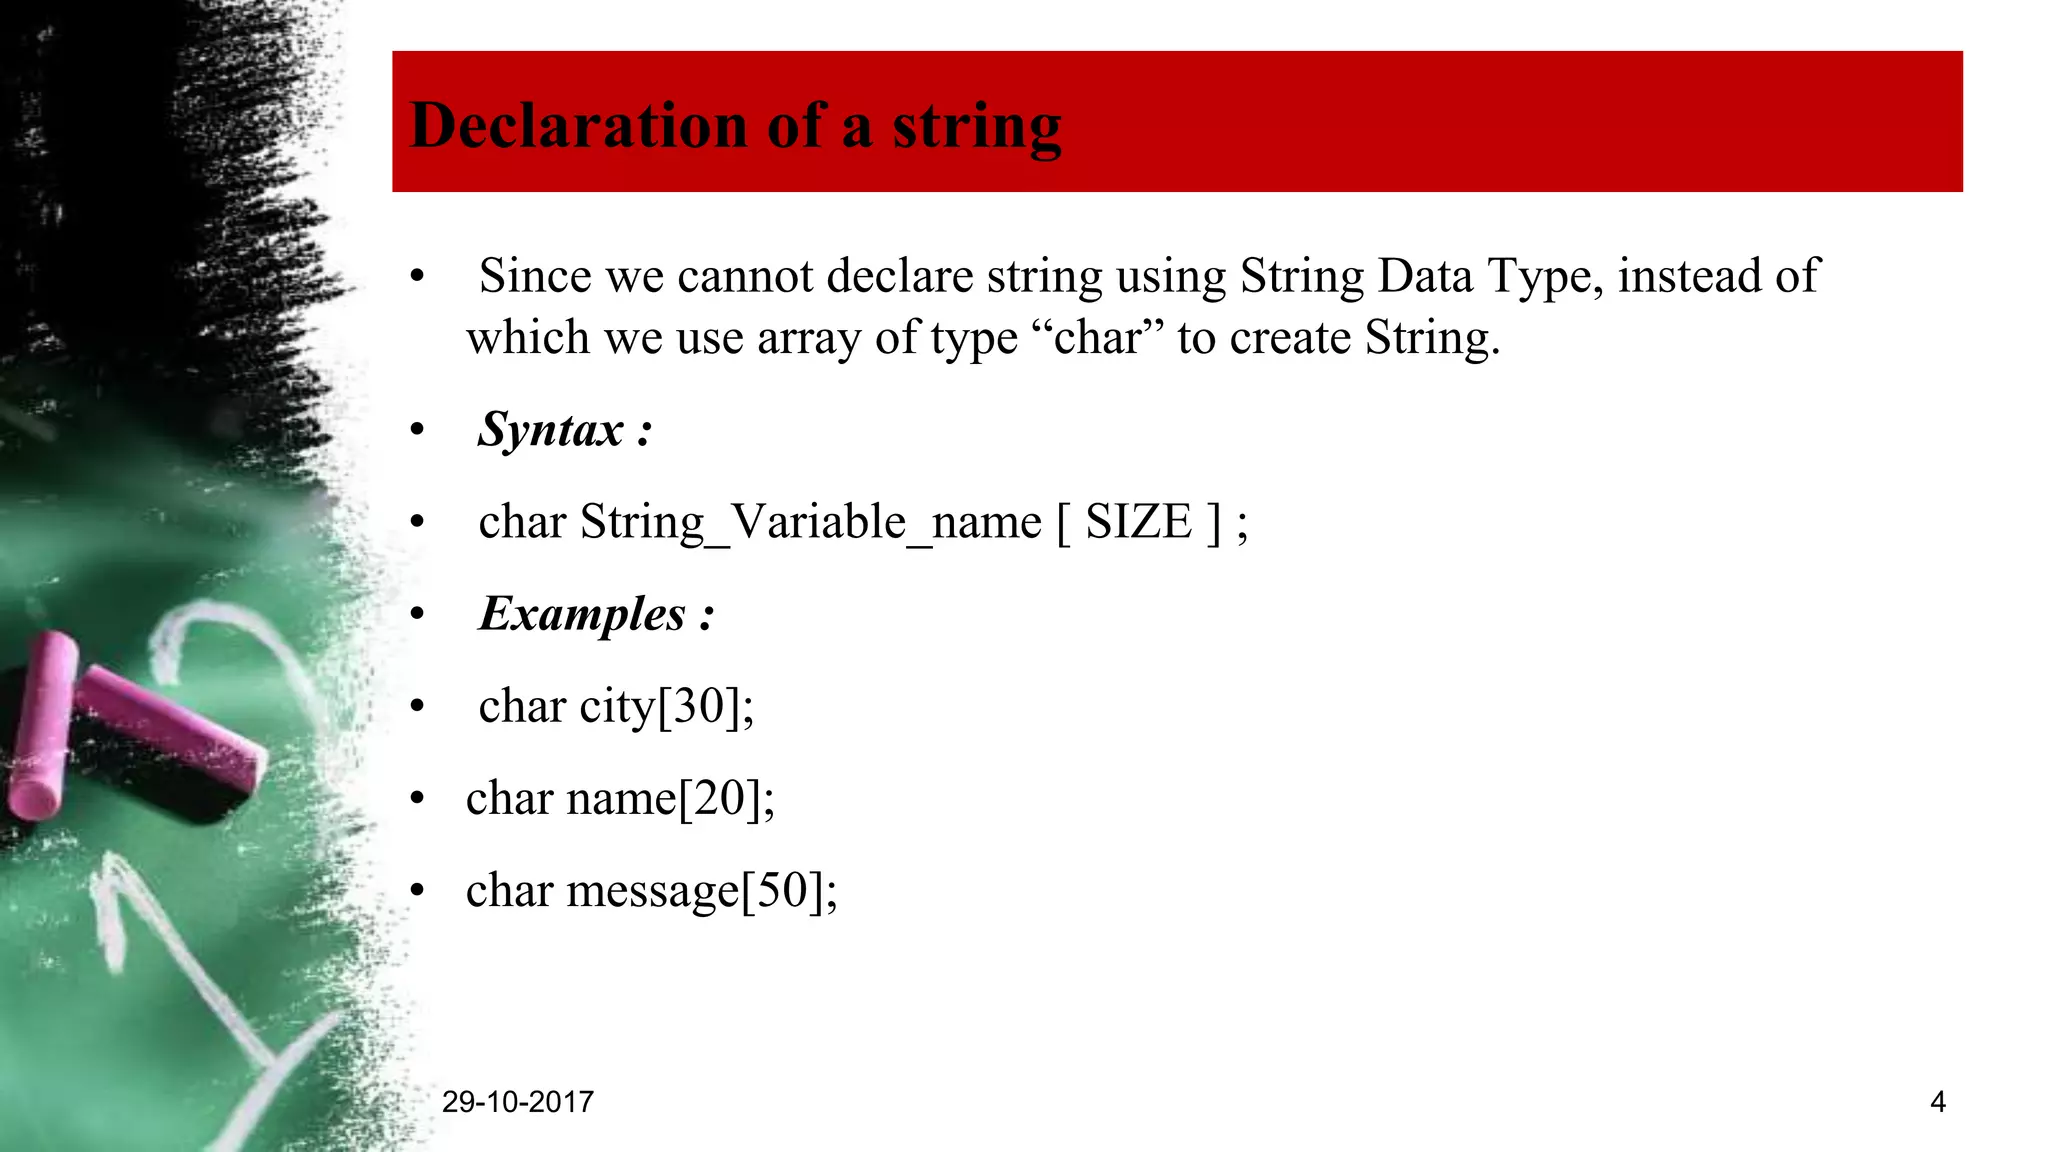 Declaration of a string
• Since we cannot declare string using String Data Type, instead of
which we use array of type “char” to create String.
• Syntax :
• char String_Variable_name [ SIZE ] ;
• Examples :
• char city[30];
• char name[20];
• char message[50];
29-10-2017
4